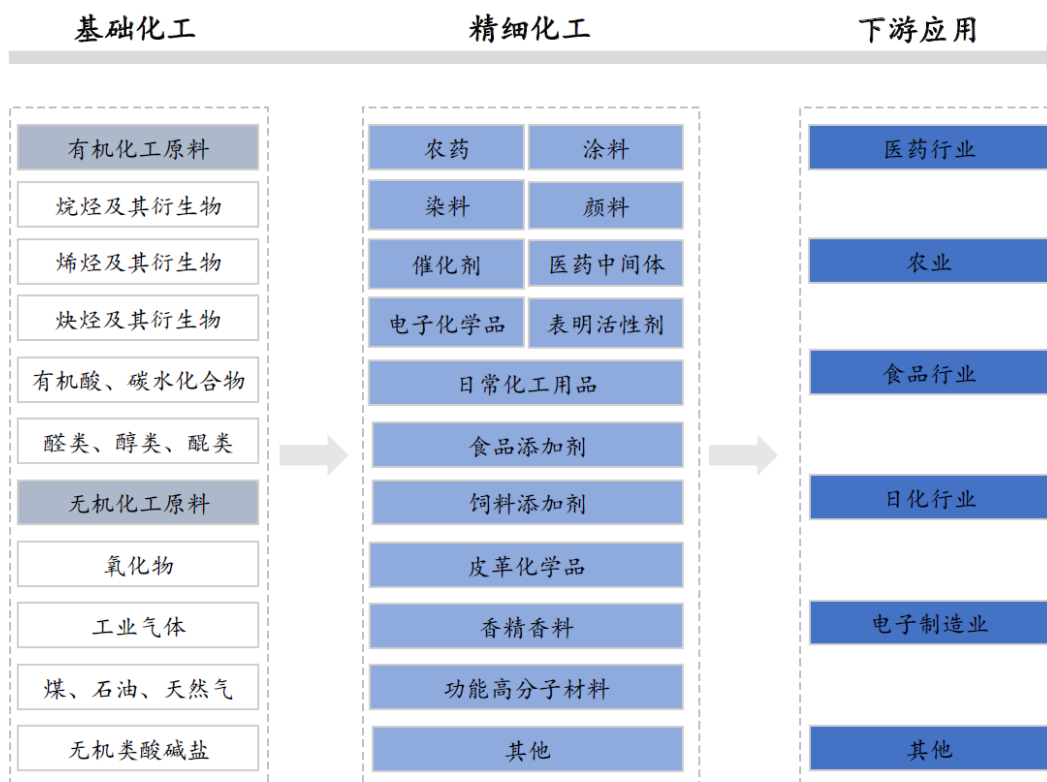 基础化工
精细化工
下游应用
有机化工原料
烷烃及其衍生物
烯烃及其衍生物
炔烃及其衍生物
有机酸、碳水化合物
醛类、醇类、醌类
无机化工原料
氧化物
工业气体
煤、石油、天然气
无机类酸碱盐
农药
涂料
染料
颜料
催化剂
医药中间体
电子化学品
表明活性剂
日常化工用品
食品添加剂
饲料添加剂
皮革化学品
香精香料
功能高分子材料
其他
医药行业
农业
食品行业
日化行业
电子制造业
其他